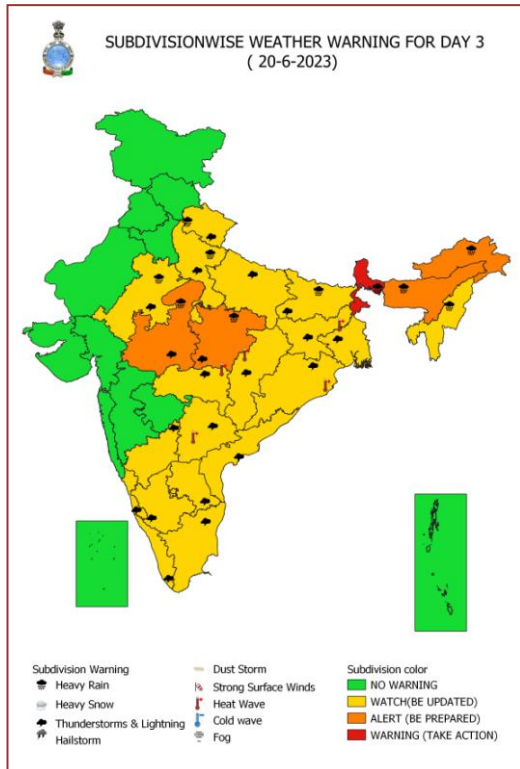 SUBDIVISIONWISE WEATHER WARNING FOR DAY 3
( 20-6-2023)
Subdivision Warning
Heavy Rain
Heavy Snow
Thunderstorms & Lightning
Hailstorm
Dust Storm
Strong Surface Winds
Heat Wave
Cold wave
Fog
Subdivision color
NO WARNING
WATCH(BE UPDATED)
ALERT (BE PREPARED)
WARNING (TAKE ACTION)